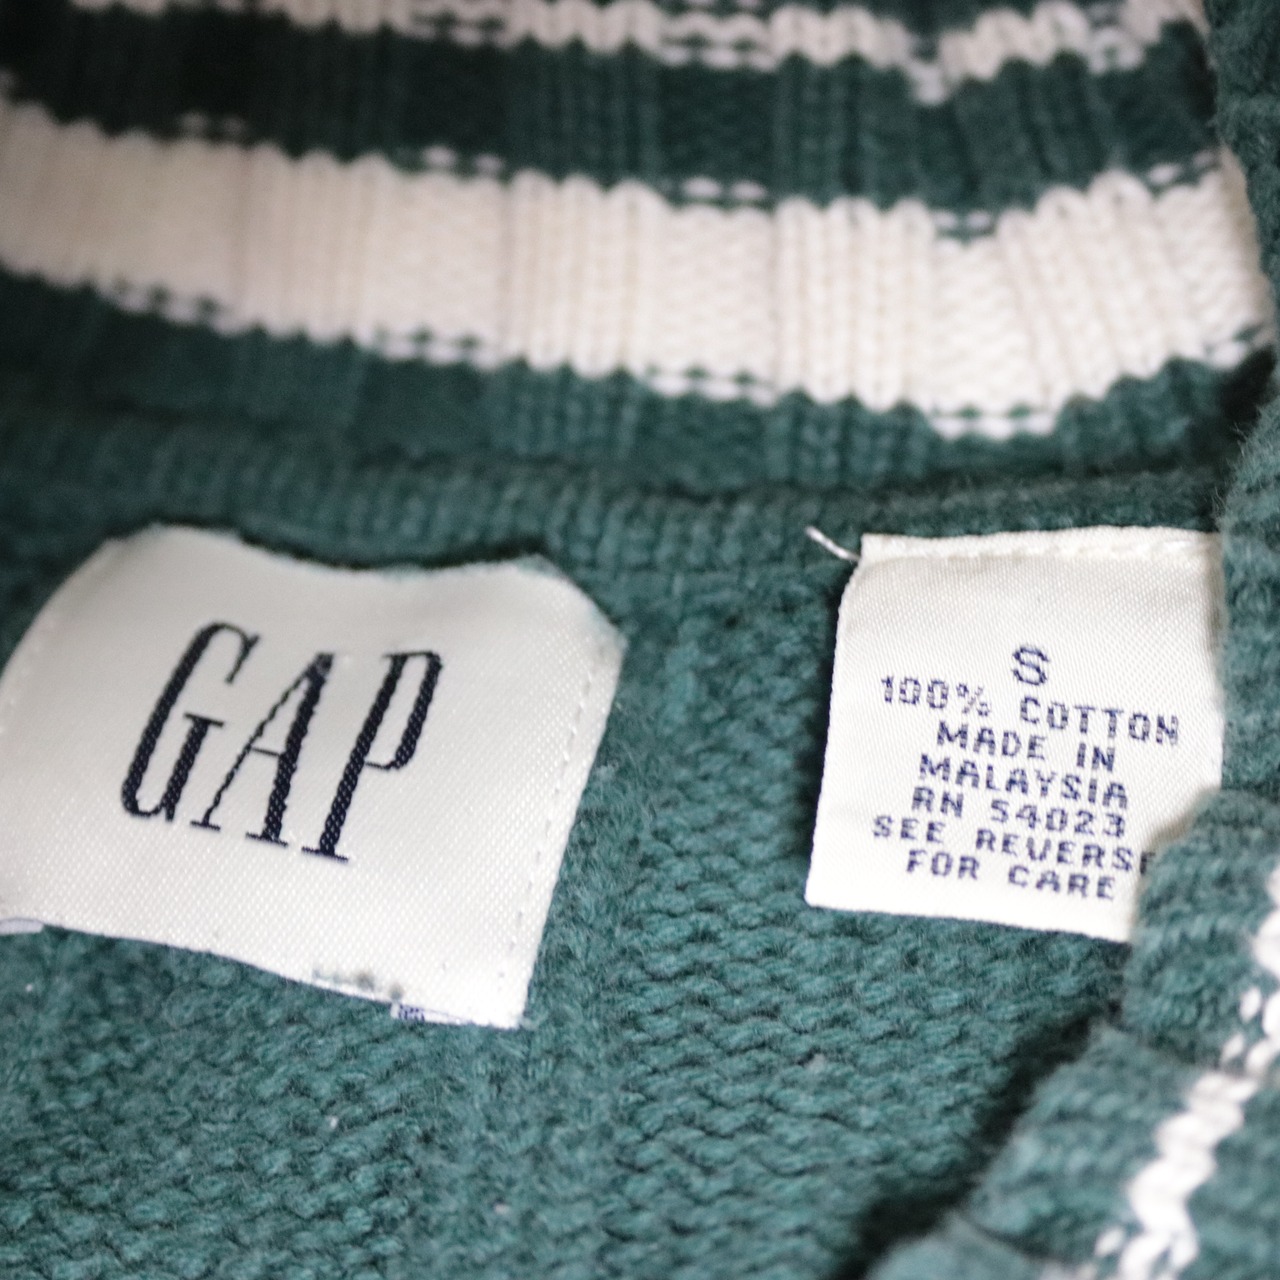 GAP
S
100% COTTON
MADE IN
MALAYSIA
RN 54023
SEE REVERSE
FOR CARE